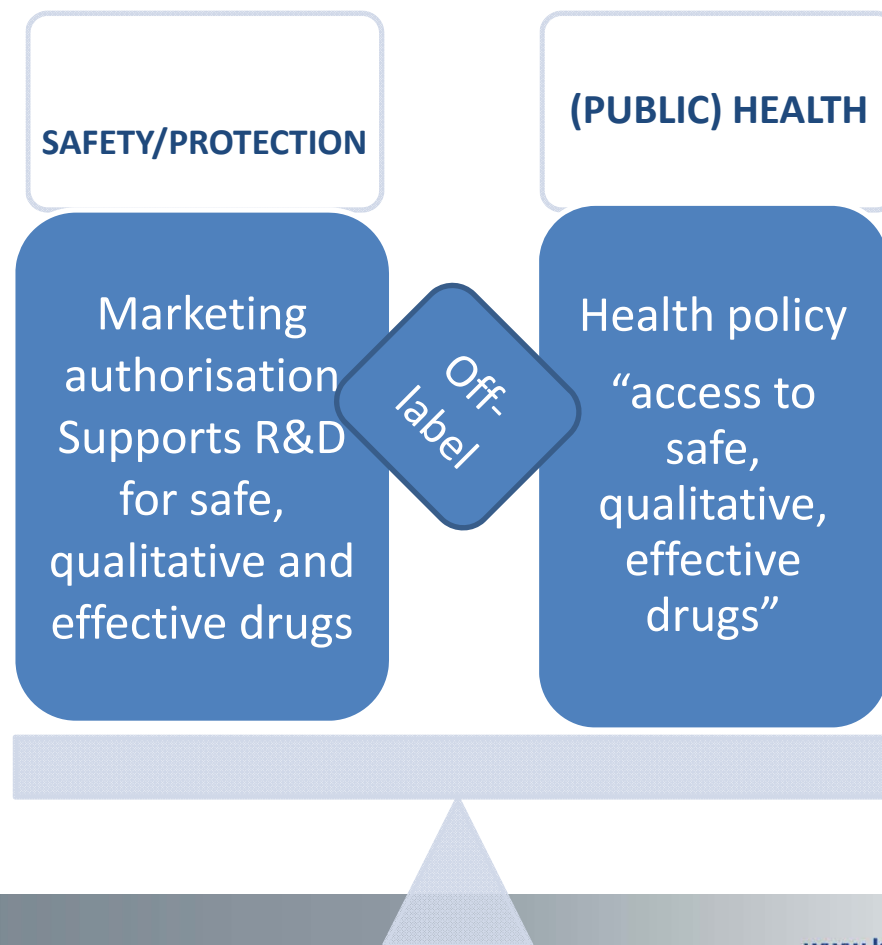 SAFETY/PROTECTION
(PUBLIC) HEALTH
Marketing
authorisation
Supports R&D
for safe,
qualitative and
effective drugs
Off-
label
Health policy
“access to
safe,
qualitative,
effective
drugs”